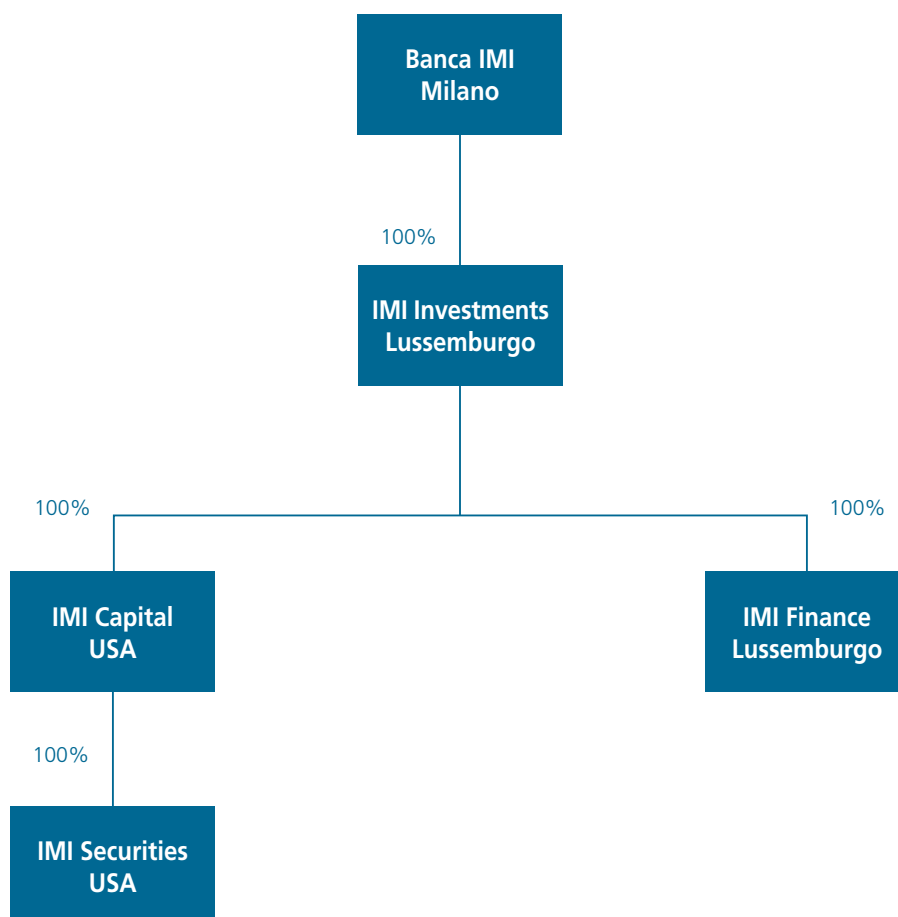 Banca IMI
Milano
100%
IMI Investments
Lussemburgo
100%
100%
IMI Capital
USA
IMI Finance
Lussemburgo
100%
IMI Securities
USA